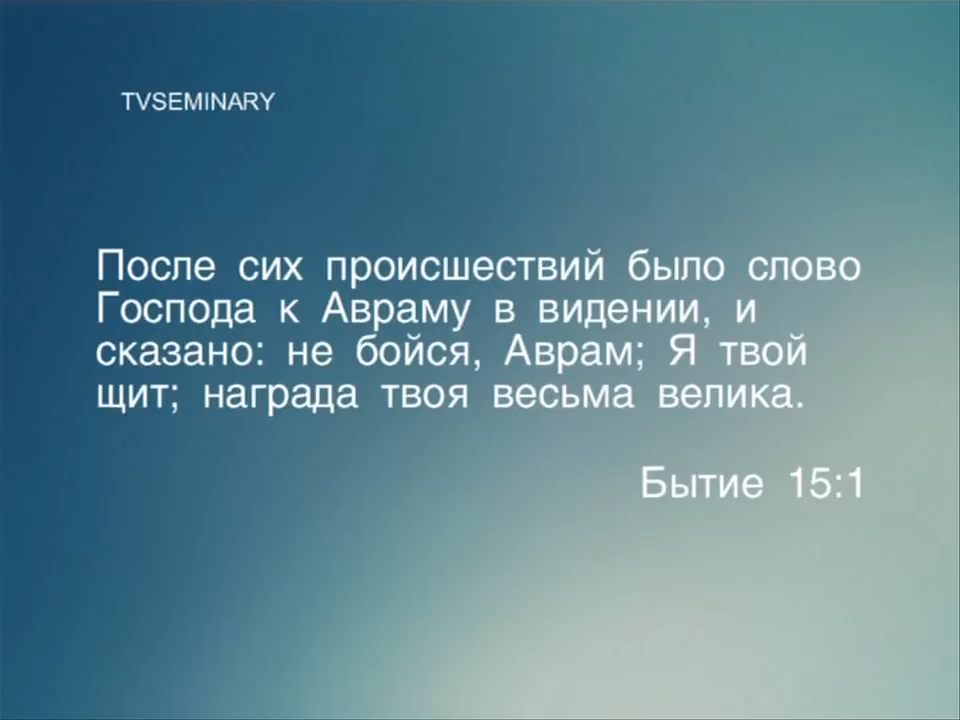 TVSEMINARY
После сих происшествий было слово
Господа к Авраму в видении, и
сказано: не бойся, Аврам; Я твой
щит; награда твоя весьма велика.
Бытие 15:1